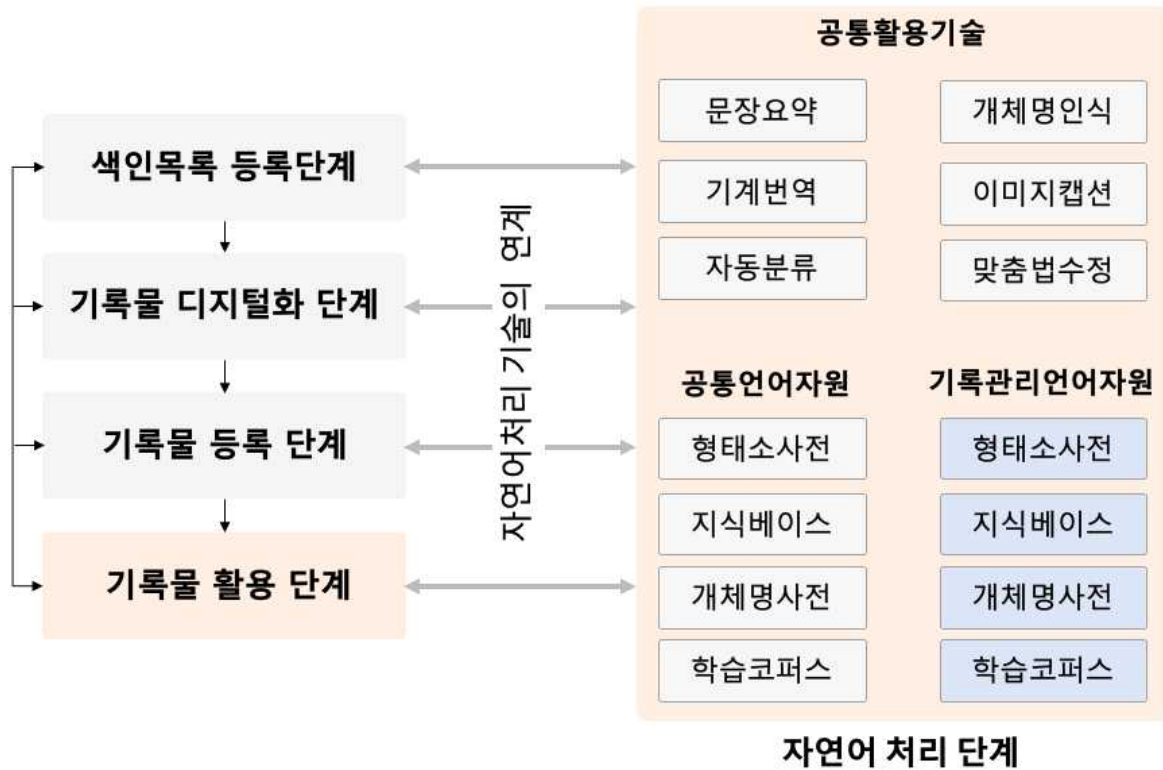 색인목록 등록단계
기록물 디지털화 단계
기록물 등록 단계
기록물 활용 단계
자연어처리 기술의 연계
공통활용기술
문장요약
개체명인식
기계번역
이미지캡션
자동분류
맞춤법수정
공통언어자원
기록관리언어자원
형태소사전
형태소사전
지식베이스
지식베이스
개체명사전
개체명사전
학습코퍼스
학습코퍼스
자연어 처리 단계